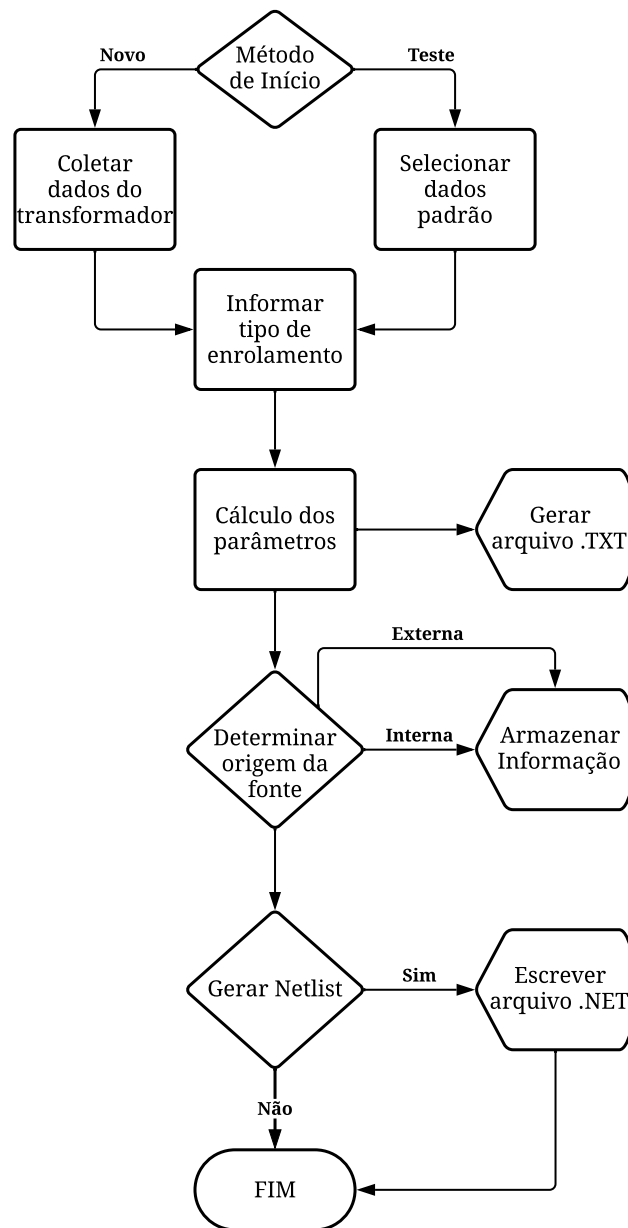 Método
de Início
Novo
Teste
Coletar
dados do
transformador
Selecionar
dados
padrão
Informar
tipo de
enrolamento
Cálculo dos
parâmetros
Gerar
arquivo .TXT
Externa
Determinar
origem da
fonte
Interna
Armazenar
Informação
Gerar Netlist
Sim
Escrever
arquivo .NET
Não
FIM